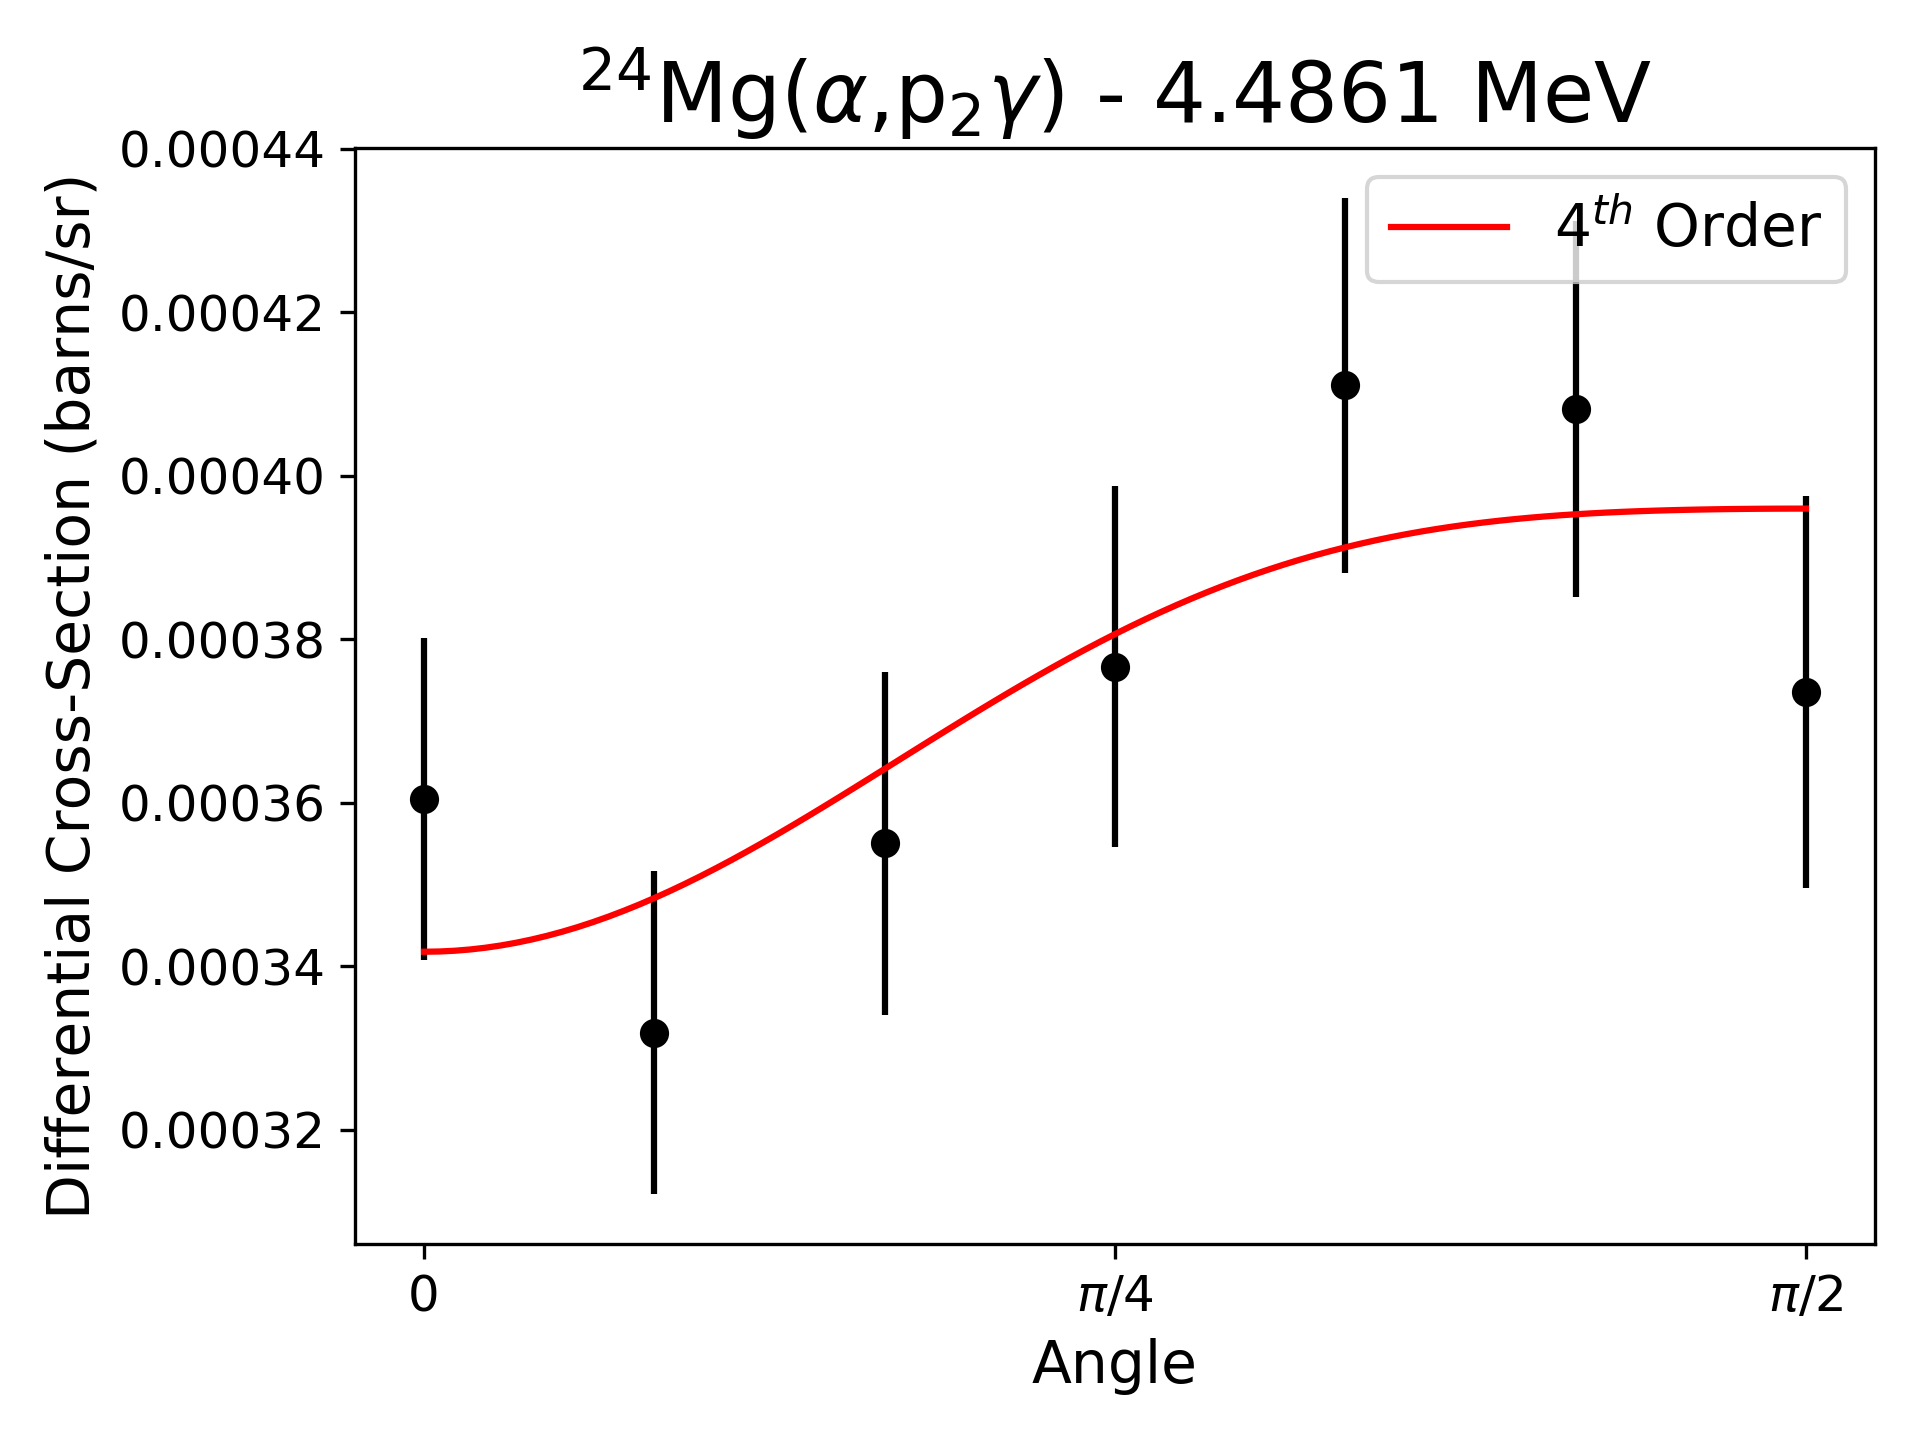 ²⁴Mg(α,p₂γ) - 4.4861 MeV
4ᵗʰ Order
Differential Cross-Section (barns/sr)
0.00044
0.00042
0.00040
0.00038
0.00036
0.00034
0.00032
0 π/4 π/2
Angle